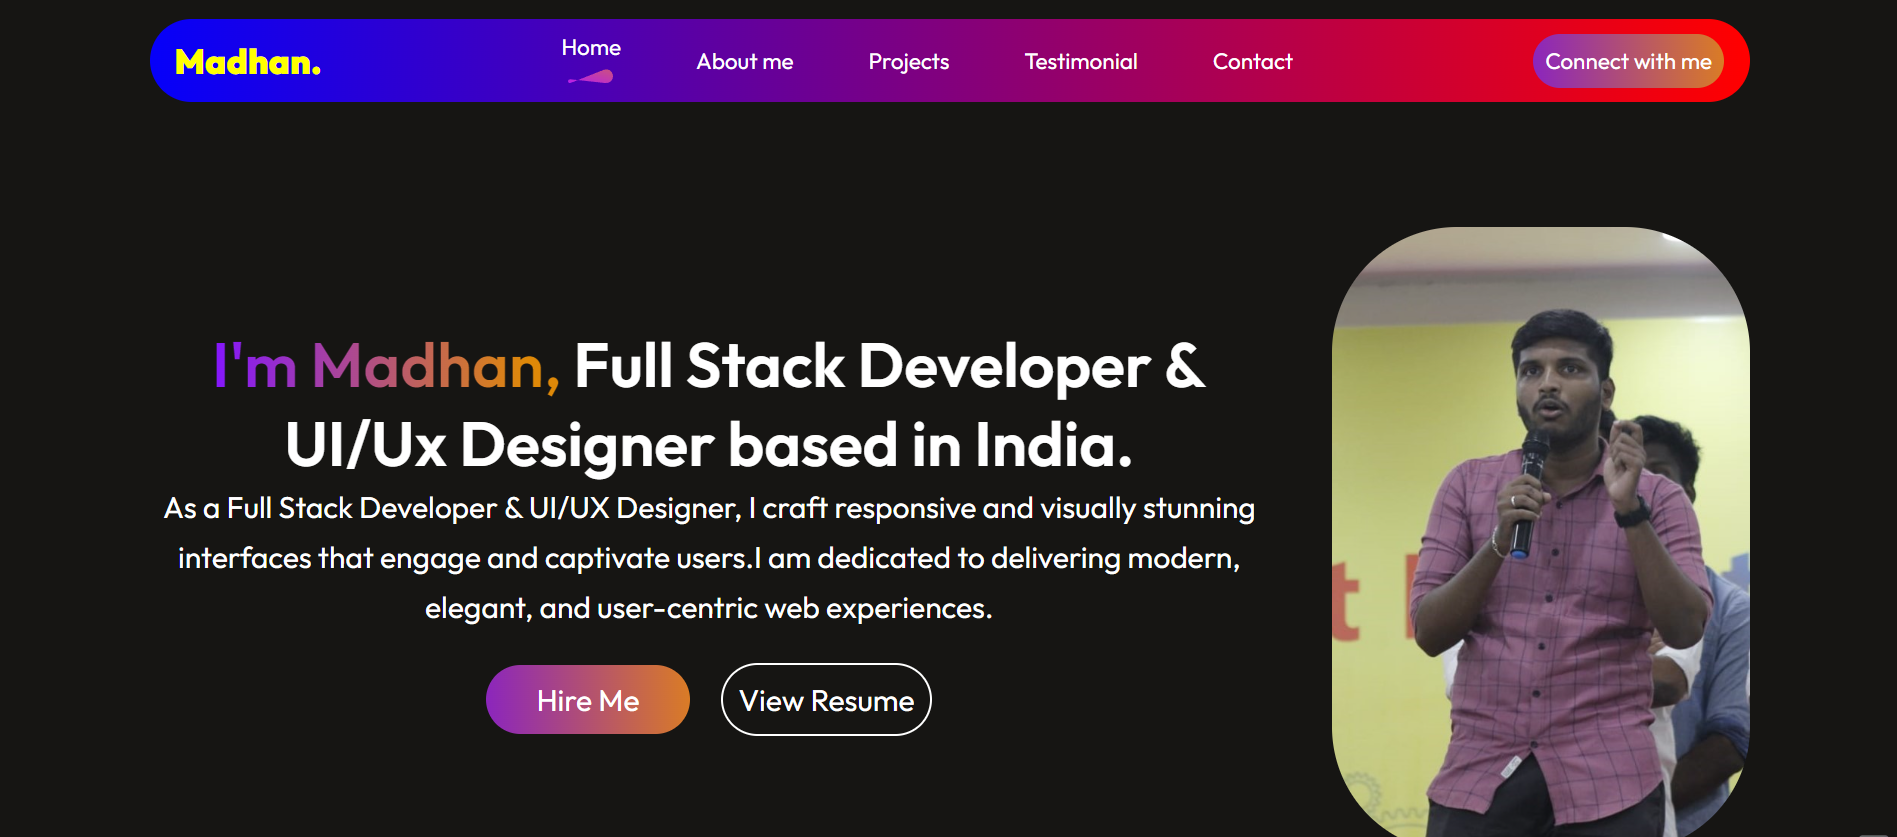 Madhan.
Home
About me
Projects
Testimonial
Contact
Connect with me
I'm Madhan, Full Stack Developer &
UI/Ux Designer based in India.
As a Full Stack Developer & UI/UX Designer, I craft responsive and visually stunning
interfaces that engage and captivate users.I am dedicated to delivering modern,
elegant, and user-centric web experiences.
Hire Me
View Resume